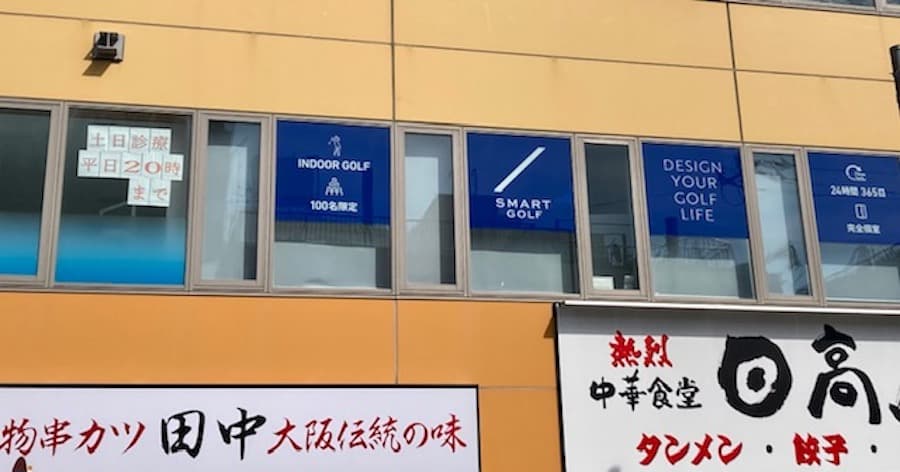 土日診療
平日20時
まで
INDOOR GOLF
100名限定
SMART
GOLF
DESIGN
YOUR
GOLF
LIFE
24時間 365日
完全個室
物串カツ 田中 大阪伝統の味
熱烈
中華食堂
日高
タンメン・餃子・